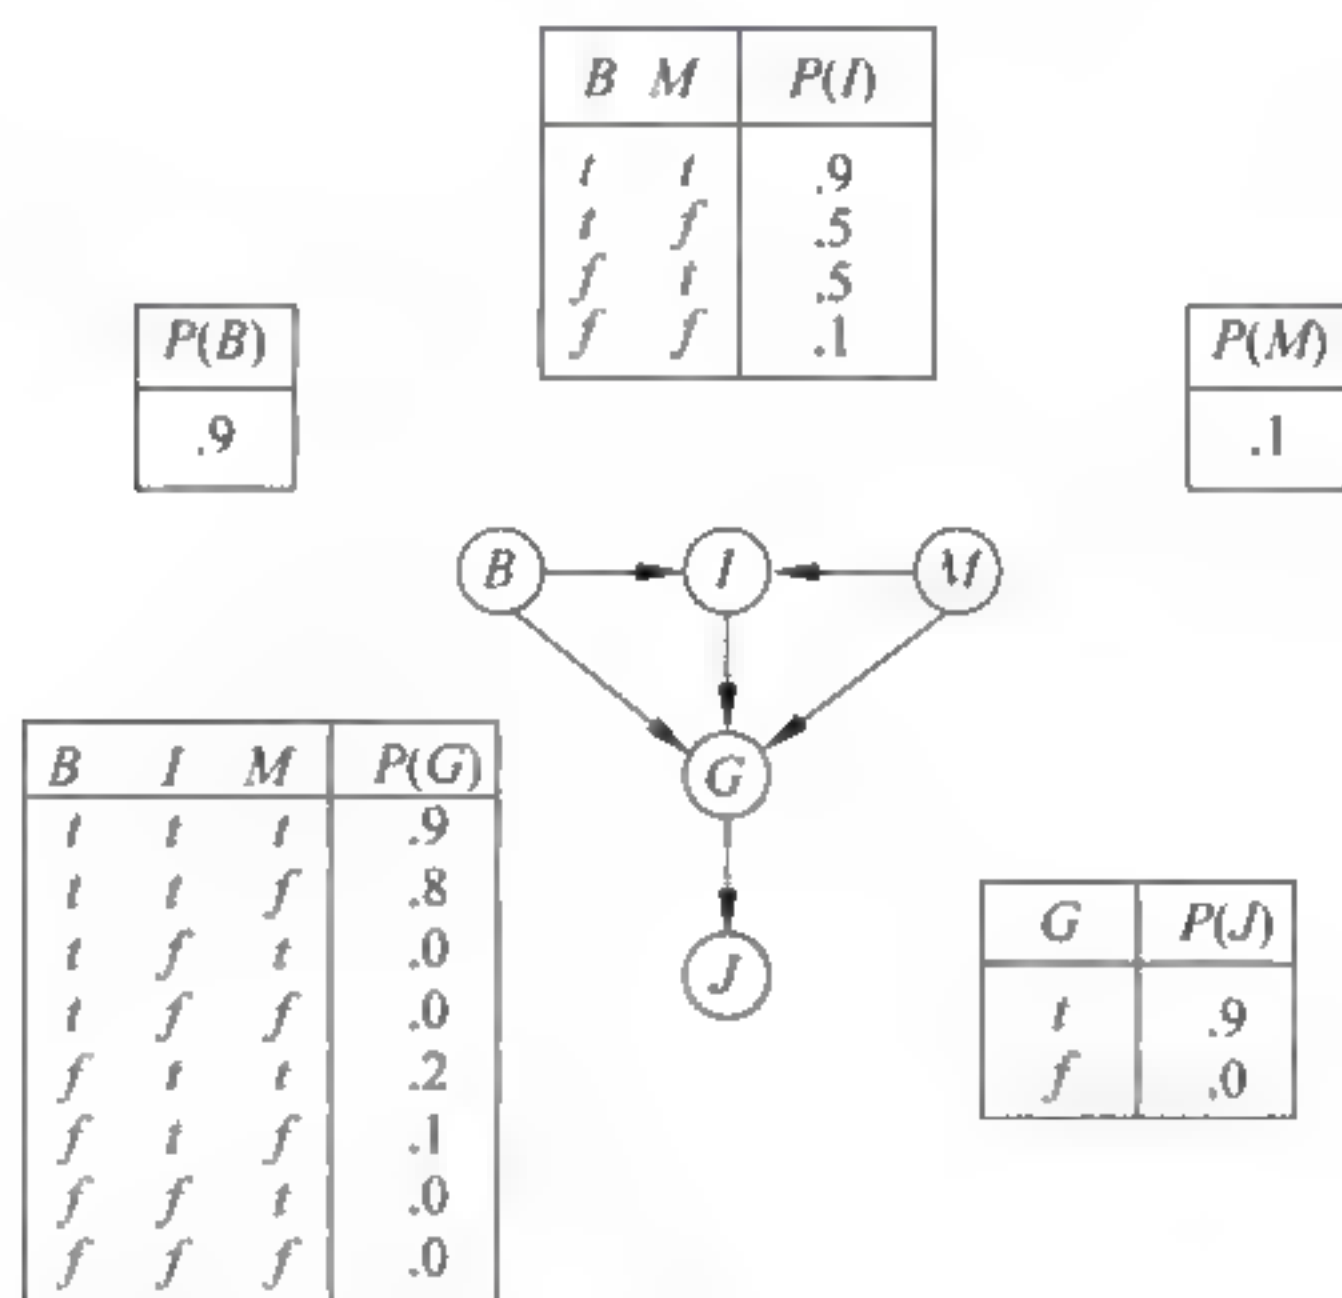 B M P(I)
t t .9
t f .5
f t .5
f f .1
P(B)
.9
P(M)
.1
B I M
G
J
B I M P(G)
t t t .9
t t f .8
t f t .0
t f f .0
f t t .2
f t f .1
f f t .0
f f f .0
G P(J)
t .9
f .0